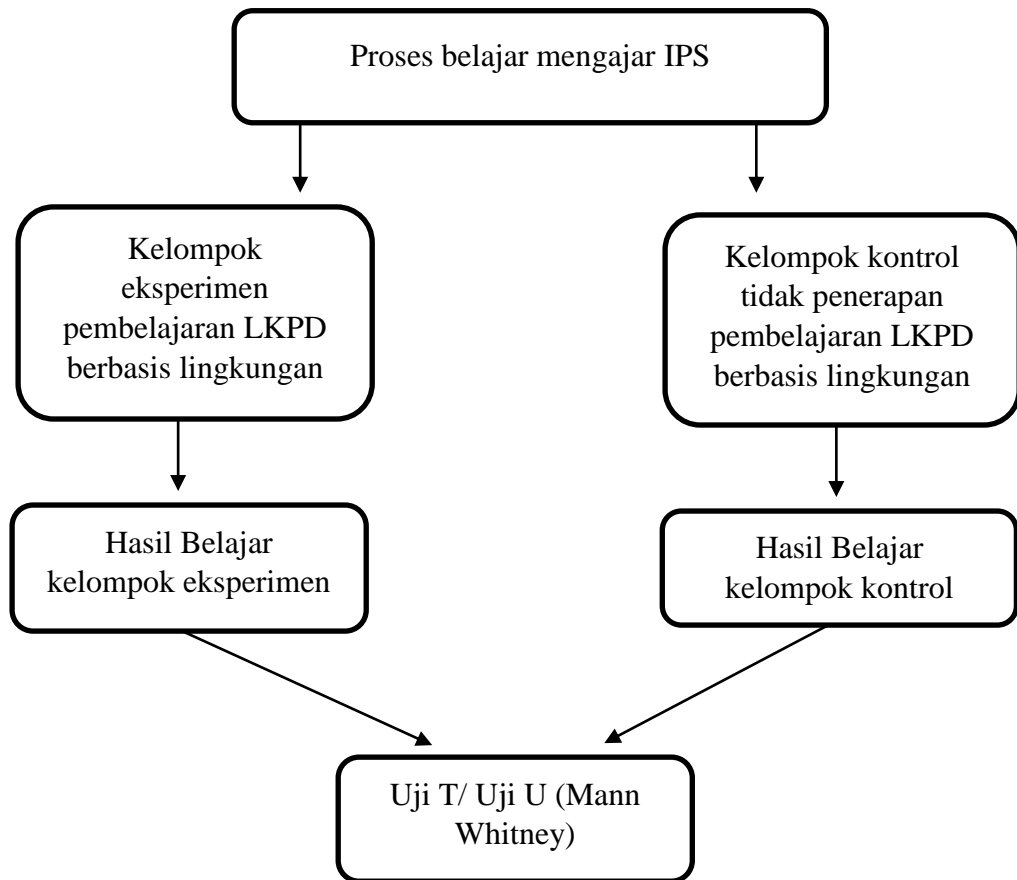 Proses belajar mengajar IPS
Kelompok
eksperimen
pembelajaran LKPD
berbasis lingkungan
Kelompok kontrol
tidak penerapan
pembelajaran LKPD
berbasis lingkungan
Hasil Belajar
kelompok eksperimen
Hasil Belajar
kelompok kontrol
Uji T/ Uji U (Mann
Whitney)